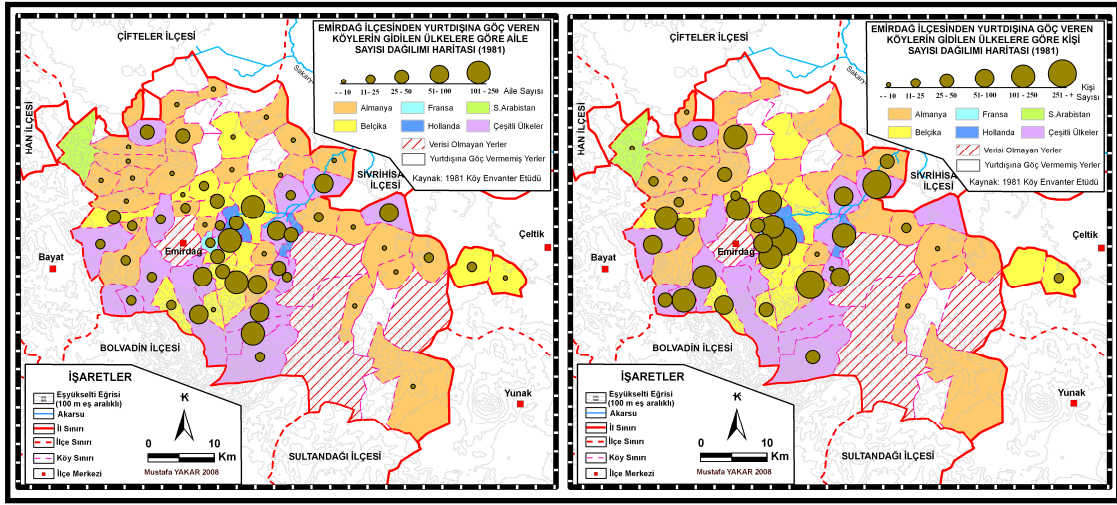 EMİRDAĞ İLÇESİNDEN YURTDIŞINA GÖÇ VEREN
KÖYLERİN GİDİLEN ÜLKELERE GÖRE AİLE
SAYISI DAĞILIMI HARİTASI (1981)
- - 10
11- 25
25 - 50
51- 100
101 - 250
Aile Sayısı
Almanya
Fransa
S.Arabistan
Belçika
Hollanda
Çeşitli Ülkeler
Verisi Olmayan Yerler
Yurtdışına Göç Vermemiş Yerler
Kaynak: 1981 Köy Envanter Etüdü
ÇİFTELER İLÇESİ
HAN İLÇESİ
SİVRİHİSA
İLÇESİ
Emirdağ
Bayat
Çeltik
BOLVADİN İLÇESİ
Yunak
SULTANDAĞI İLÇESİ
İŞARETLER
Eşyükselti Eğrisi
(100 m eş aralıklı)
Akarsu
İl Sınırı
İlçe Sınırı
Köy Sınırı
İlçe Merkezi
0 10
Km
Mustafa YAKAR 2008
EMİRDAĞ İLÇESİNDEN YURTDIŞINA GÖÇ VEREN
KÖYLERİN GİDİLEN ÜLKELERE GÖRE KİŞİ
SAYISI DAĞILIMI HARİTASI (1981)
- - 10
11- 25
25 - 50
51- 100
101 - 250
251 - +
Kişi
Sayısı
Almanya
Fransa
S.Arabistan
Belçika
Hollanda
Çeşitli Ülkeler
Verisi Olmayan Yerler
Yurtdışına Göç Vermemiş Yerler
Kaynak: 1981 Köy Envanter Etüdü
ÇİFTELER İLÇESİ
HAN İLÇESİ
SİVRİHİSA
İLÇESİ
Emirdağ
Bayat
Çeltik
BOLVADİN İLÇESİ
Yunak
SULTANDAĞI İLÇESİ
İŞARETLER
Eşyükselti Eğrisi
(100 m eş aralıklı)
Akarsu
İl Sınırı
İlçe Sınırı
Köy Sınırı
İlçe Merkezi
0 10
Km
Mustafa YAKAR 2008